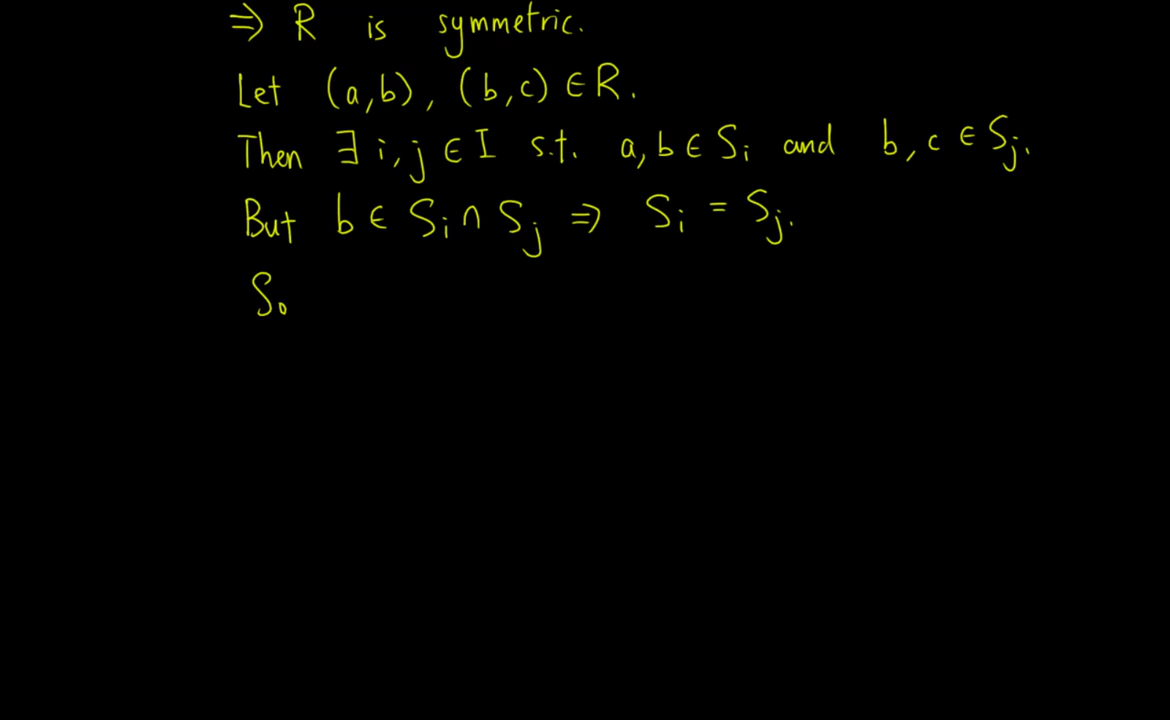 ⇒ R is symmetric.
Let (a,b), (b,c) ∈ R.
Then ∃ i,j ∈ I s.t. a,b ∈ Sᵢ and b,c ∈ Sⱼ.
But b ∈ Sᵢ ∩ Sⱼ ⇒ Sᵢ = Sⱼ.
So